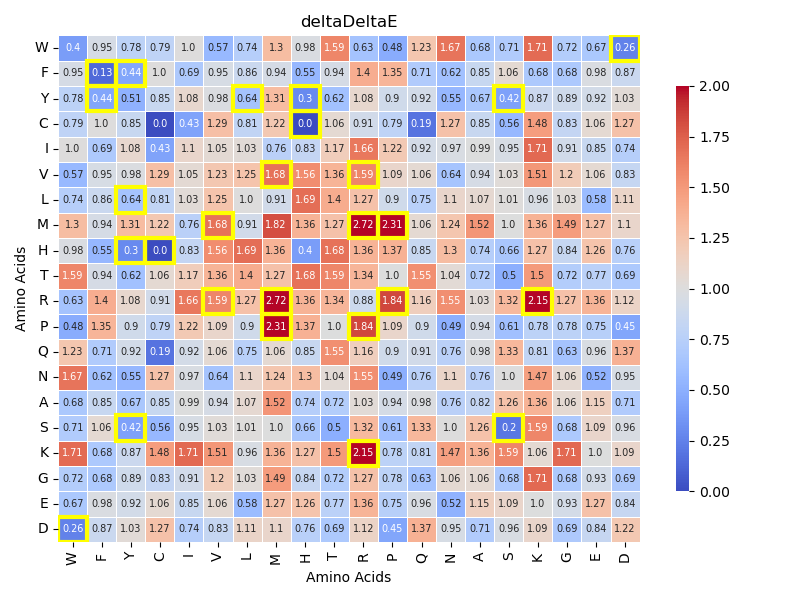 deltaDeltaE
W 0.4 0.95 0.78 0.79 1.0 0.57 0.74 1.3 0.98 1.59 0.63 0.48 1.23 1.67 0.68 0.71 1.71 0.72 0.67 0.26
F 0.95 0.13 0.44 1.0 0.69 0.95 0.86 0.94 0.55 0.94 1.4 1.35 0.71 0.62 0.85 1.06 0.68 0.68 0.98 0.87
Y 0.78 0.44 0.51 0.85 1.08 0.98 0.64 1.31 0.3 0.62 1.08 0.9 0.92 0.55 0.67 0.42 0.87 0.89 0.92 1.03
C 0.79 1.0 0.85 0.0 0.43 1.29 0.81 1.22 0.0 1.06 0.91 0.79 0.19 1.27 0.85 0.56 1.48 0.83 1.06 1.27
I 1.0 0.69 1.08 0.43 1.1 1.05 1.03 0.76 0.83 1.17 1.66 1.22 0.92 0.97 0.99 0.95 1.71 0.91 0.85 0.74
V 0.57 0.95 0.98 1.29 1.05 1.23 1.25 1.68 1.56 1.36 1.59 1.09 1.06 0.64 0.94 1.03 1.51 1.2 1.06 0.83
L 0.74 0.86 0.64 0.81 1.03 1.25 1.0 0.91 1.69 1.4 1.27 0.9 0.75 1.1 1.07 1.01 0.96 1.03 0.58 1.11
M 1.3 0.94 1.31 1.22 0.76 1.68 0.91 1.82 1.36 1.27 2.72 2.31 1.06 1.24 1.52 1.0 1.36 1.49 1.27 1.1
H 0.98 0.55 0.3 0.0 0.83 1.56 1.69 1.36 0.4 1.68 1.36 1.37 0.85 1.3 0.74 0.66 1.27 0.84 1.26 0.76
T 1.59 0.94 0.62 1.06 1.17 1.36 1.4 1.27 1.68 1.55 1.34 1.0 1.55 1.04 0.72 0.5 1.5 0.72 0.77 0.69
R 0.63 1.4 1.08 0.91 1.66 1.59 1.27 2.72 1.36 1.34 0.88 1.84 1.16 1.55 1.03 1.32 2.15 1.27 1.36 1.12
P 0.48 1.35 0.9 0.79 1.22 1.09 0.9 2.31 1.37 1.0 1.84 1.09 0.9 0.49 0.94 0.61 0.78 0.78 0.75 0.45
Q 1.23 0.71 0.92 0.19 0.92 1.06 0.75 1.06 0.85 1.55 1.16 0.9 0.91 0.76 0.98 1.33 0.81 0.63 0.96 1.37
N 1.67 0.62 0.55 1.27 0.97 0.64 1.1 1.24 1.3 1.04 1.55 0.49 0.76 1.1 0.76 1.0 1.47 1.06 0.52 0.95
A 0.68 0.85 0.67 0.85 0.99 0.94 1.07 1.52 0.74 0.72 1.03 0.94 0.98 0.76 0.82 1.26 1.36 1.06 1.15 0.71
S 0.71 1.06 0.42 0.56 0.95 1.03 1.01 1.0 0.66 0.5 1.32 0.61 1.33 1.0 1.26 0.2 1.59 0.68 1.09 0.96
K 1.71 0.68 0.87 1.48 1.71 1.51 0.96 1.36 1.27 1.5 2.15 0.78 0.81 1.47 1.36 1.59 1.06 1.71 1.0 1.09
G 0.72 0.68 0.89 0.83 0.91 1.2 1.03 1.49 0.84 0.72 1.27 0.78 0.63 1.06 1.06 0.68 1.71 0.68 0.93 0.69
E 0.67 0.98 0.92 1.06 0.85 1.06 0.58 1.27 1.26 0.77 1.36 0.75 0.96 0.52 1.15 1.09 1.0 0.93 1.27 0.84
D 0.26 0.87 1.03 1.27 0.74 0.83 1.11 1.1 0.76 0.69 1.12 0.45 1.37 0.95 0.71 0.96 1.09 0.69 0.84 1.22
W F Y C I V L M H T R P Q N A S K G E D
Amino Acids
Amino Acids
2.00
1.75
1.50
1.25
1.00
0.75
0.50
0.25
0.00